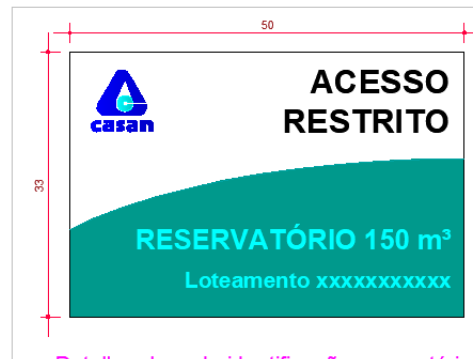 50
33
casan
ACESSO
RESTRITO
RESERVATÓRIO 150 m³
Loteamento xxxxxxxxxxx